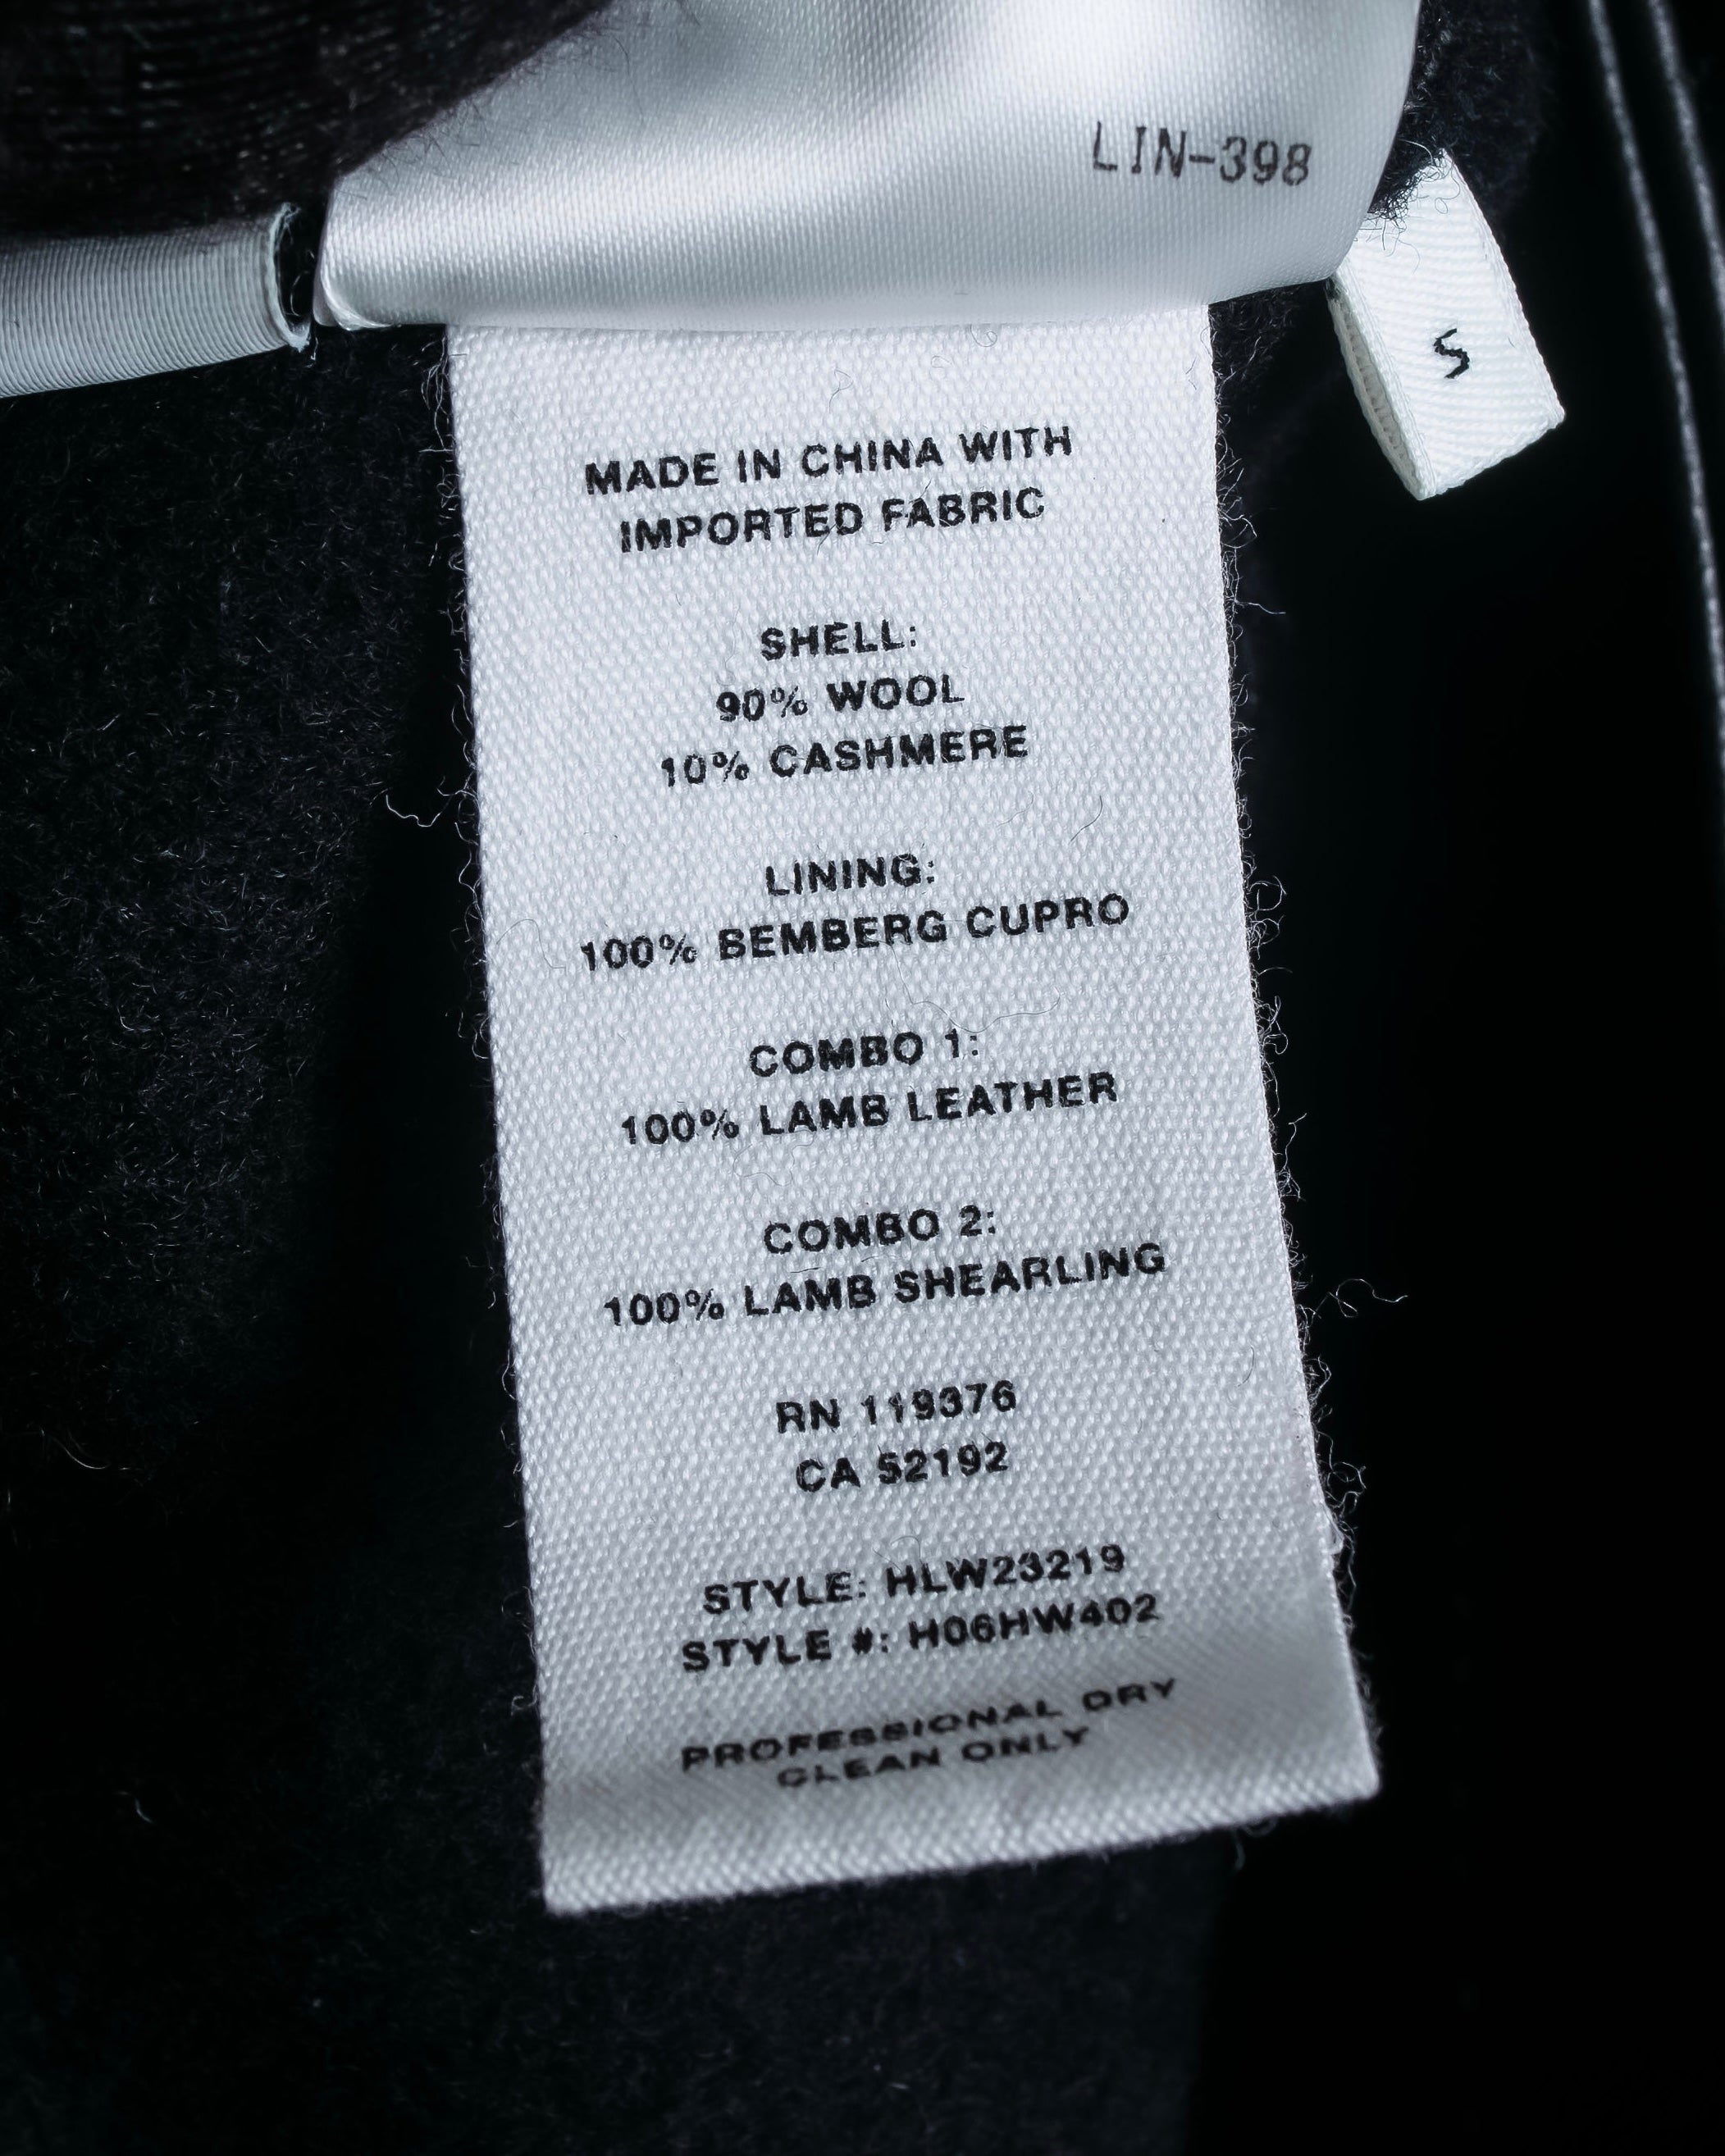 LIN-398
S
MADE IN CHINA WITH
IMPORTED FABRIC
SHELL:
90% WOOL
10% CASHMERE
LINING:
100% BEMBERG CUPRO
COMBO 1:
100% LAMB LEATHER
COMBO 2:
100% LAMB SHEARLING
RN 119376
CA 52192
STYLE: HLW23219
STYLE #: H06HW402
PROFESSIONAL DRY
CLEAN ONLY